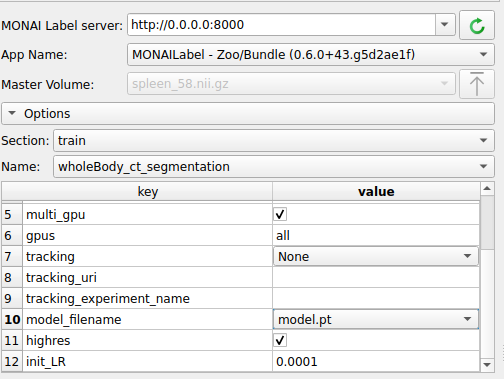 MONAI Label server: http://0.0.0.0:8000
App Name: MONAILabel - Zoo/Bundle (0.6.0+43.g5d2ae1f)
Master Volume: spleen_58.nii.gz
Options
Section: train
Name: wholeBody_ct_segmentation
key value
5 multi_gpu
6 gpus all
7 tracking None
8 tracking_uri
9 tracking_experiment_name
10 model_filename model.pt
11 highres
12 init_LR 0.0001